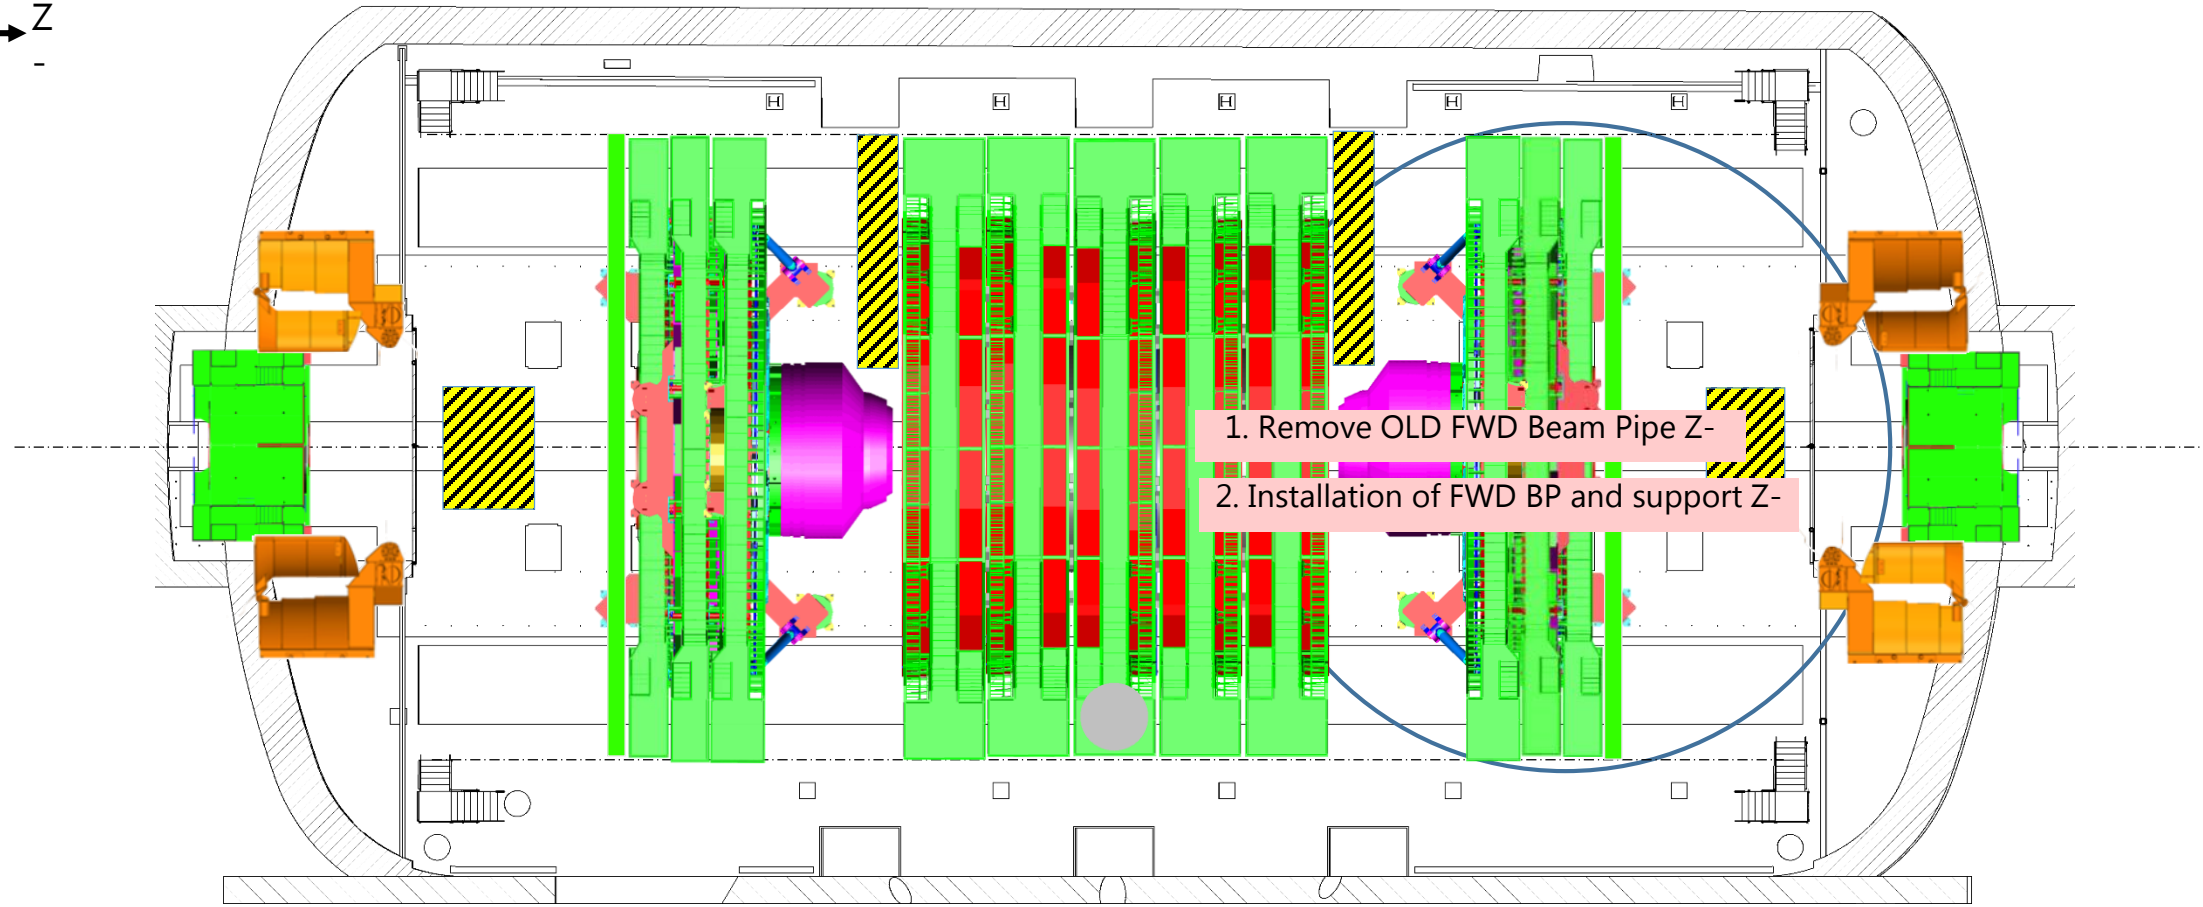 Z
-
1. Remove OLD FWD Beam Pipe Z-
2. Installation of FWD BP and support Z-